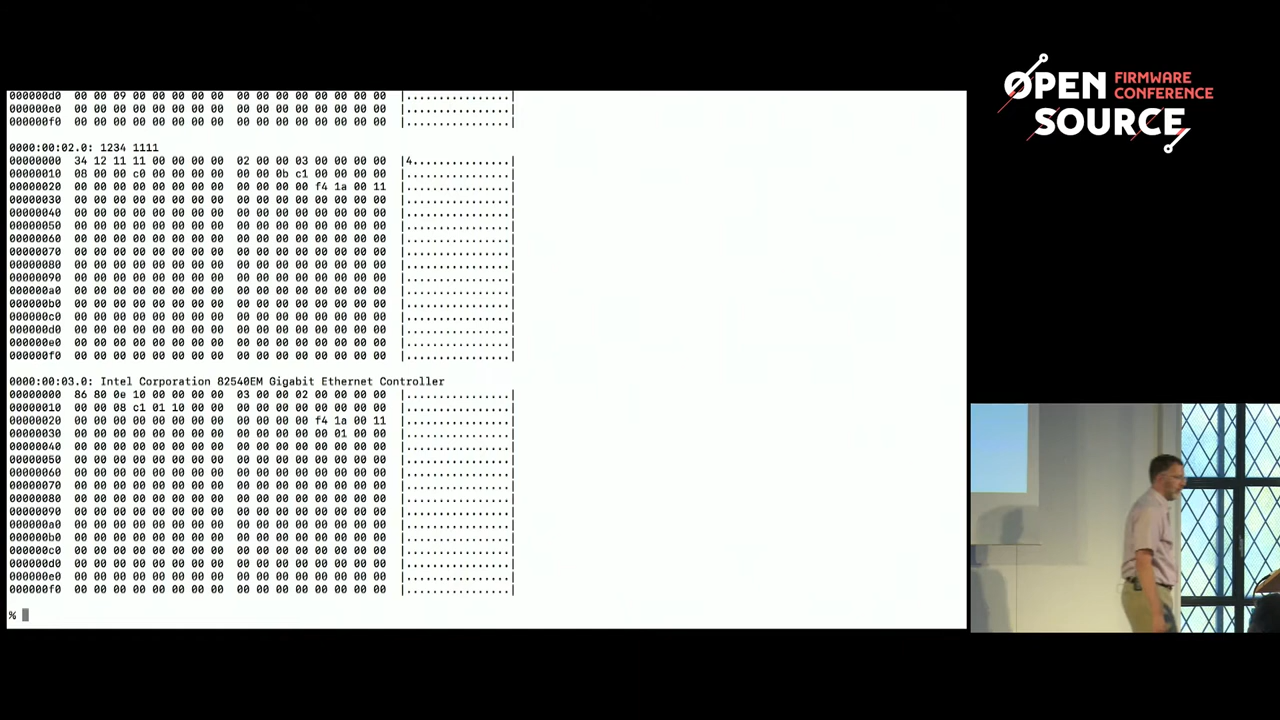 000000d0  00 00 09 00 00 00 00 00  00 00 00 00 00 00 00 00  |................|
000000e0  00 00 00 00 00 00 00 00  00 00 00 00 00 00 00 00  |................|
000000f0  00 00 00 00 00 00 00 00  00 00 00 00 00 00 00 00  |................|
0000:00:02.0: 1234 1111
00000000  34 12 11 11 00 00 00 00  02 00 00 03 00 00 00 00  |4...............|
00000010  08 00 00 c0 00 00 00 00  00 00 0b c1 00 00 00 00  |................|
00000020  00 00 00 00 00 00 00 00  00 00 00 00 f4 1a 00 11  |................|
00000030  00 00 00 00 00 00 00 00  00 00 00 00 00 00 00 00  |................|
00000040  00 00 00 00 00 00 00 00  00 00 00 00 00 00 00 00  |................|
00000050  00 00 00 00 00 00 00 00  00 00 00 00 00 00 00 00  |................|
00000060  00 00 00 00 00 00 00 00  00 00 00 00 00 00 00 00  |................|
00000070  00 00 00 00 00 00 00 00  00 00 00 00 00 00 00 00  |................|
00000080  00 00 00 00 00 00 00 00  00 00 00 00 00 00 00 00  |................|
00000090  00 00 00 00 00 00 00 00  00 00 00 00 00 00 00 00  |................|
000000a0  00 00 00 00 00 00 00 00  00 00 00 00 00 00 00 00  |................|
000000b0  00 00 00 00 00 00 00 00  00 00 00 00 00 00 00 00  |................|
000000c0  00 00 00 00 00 00 00 00  00 00 00 00 00 00 00 00  |................|
000000d0  00 00 00 00 00 00 00 00  00 00 00 00 00 00 00 00  |................|
000000e0  00 00 00 00 00 00 00 00  00 00 00 00 00 00 00 00  |................|
000000f0  00 00 00 00 00 00 00 00  00 00 00 00 00 00 00 00  |................|
0000:00:03.0: Intel Corporation 82540EM Gigabit Ethernet Controller
00000000  86 80 0e 10 00 00 00 00  03 00 00 02 00 00 00 00  |................|
00000010  00 00 08 c1 01 10 00 00  00 00 00 00 00 00 00 00  |................|
00000020  00 00 00 00 00 00 00 00  00 00 00 00 f4 1a 00 11  |................|
00000030  00 00 00 00 00 00 00 00  00 00 00 00 00 01 00 00  |................|
00000040  00 00 00 00 00 00 00 00  00 00 00 00 00 00 00 00  |................|
00000050  00 00 00 00 00 00 00 00  00 00 00 00 00 00 00 00  |................|
00000060  00 00 00 00 00 00 00 00  00 00 00 00 00 00 00 00  |................|
00000070  00 00 00 00 00 00 00 00  00 00 00 00 00 00 00 00  |................|
00000080  00 00 00 00 00 00 00 00  00 00 00 00 00 00 00 00  |................|
00000090  00 00 00 00 00 00 00 00  00 00 00 00 00 00 00 00  |................|
000000a0  00 00 00 00 00 00 00 00  00 00 00 00 00 00 00 00  |................|
000000b0  00 00 00 00 00 00 00 00  00 00 00 00 00 00 00 00  |................|
000000c0  00 00 00 00 00 00 00 00  00 00 00 00 00 00 00 00  |................|
000000d0  00 00 00 00 00 00 00 00  00 00 00 00 00 00 00 00  |................|
000000e0  00 00 00 00 00 00 00 00  00 00 00 00 00 00 00 00  |................|
000000f0  00 00 00 00 00 00 00 00  00 00 00 00 00 00 00 00  |................|
%
OPEN FIRMWARE
CONFERENCE
SOURCE